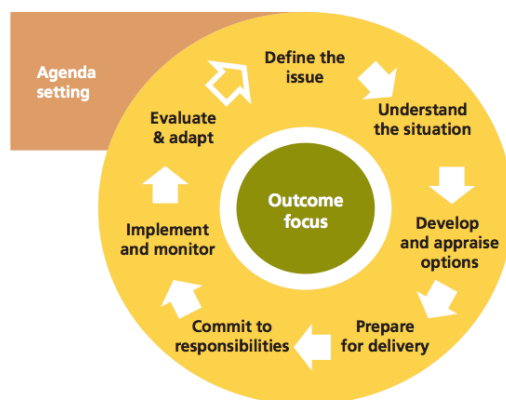 Agenda
setting
Define the
issue
Understand
the situation
Develop
and appraise
options
Prepare
for delivery
Commit to
responsibilities
Implement
and monitor
Evaluate
& adapt
Outcome
focus